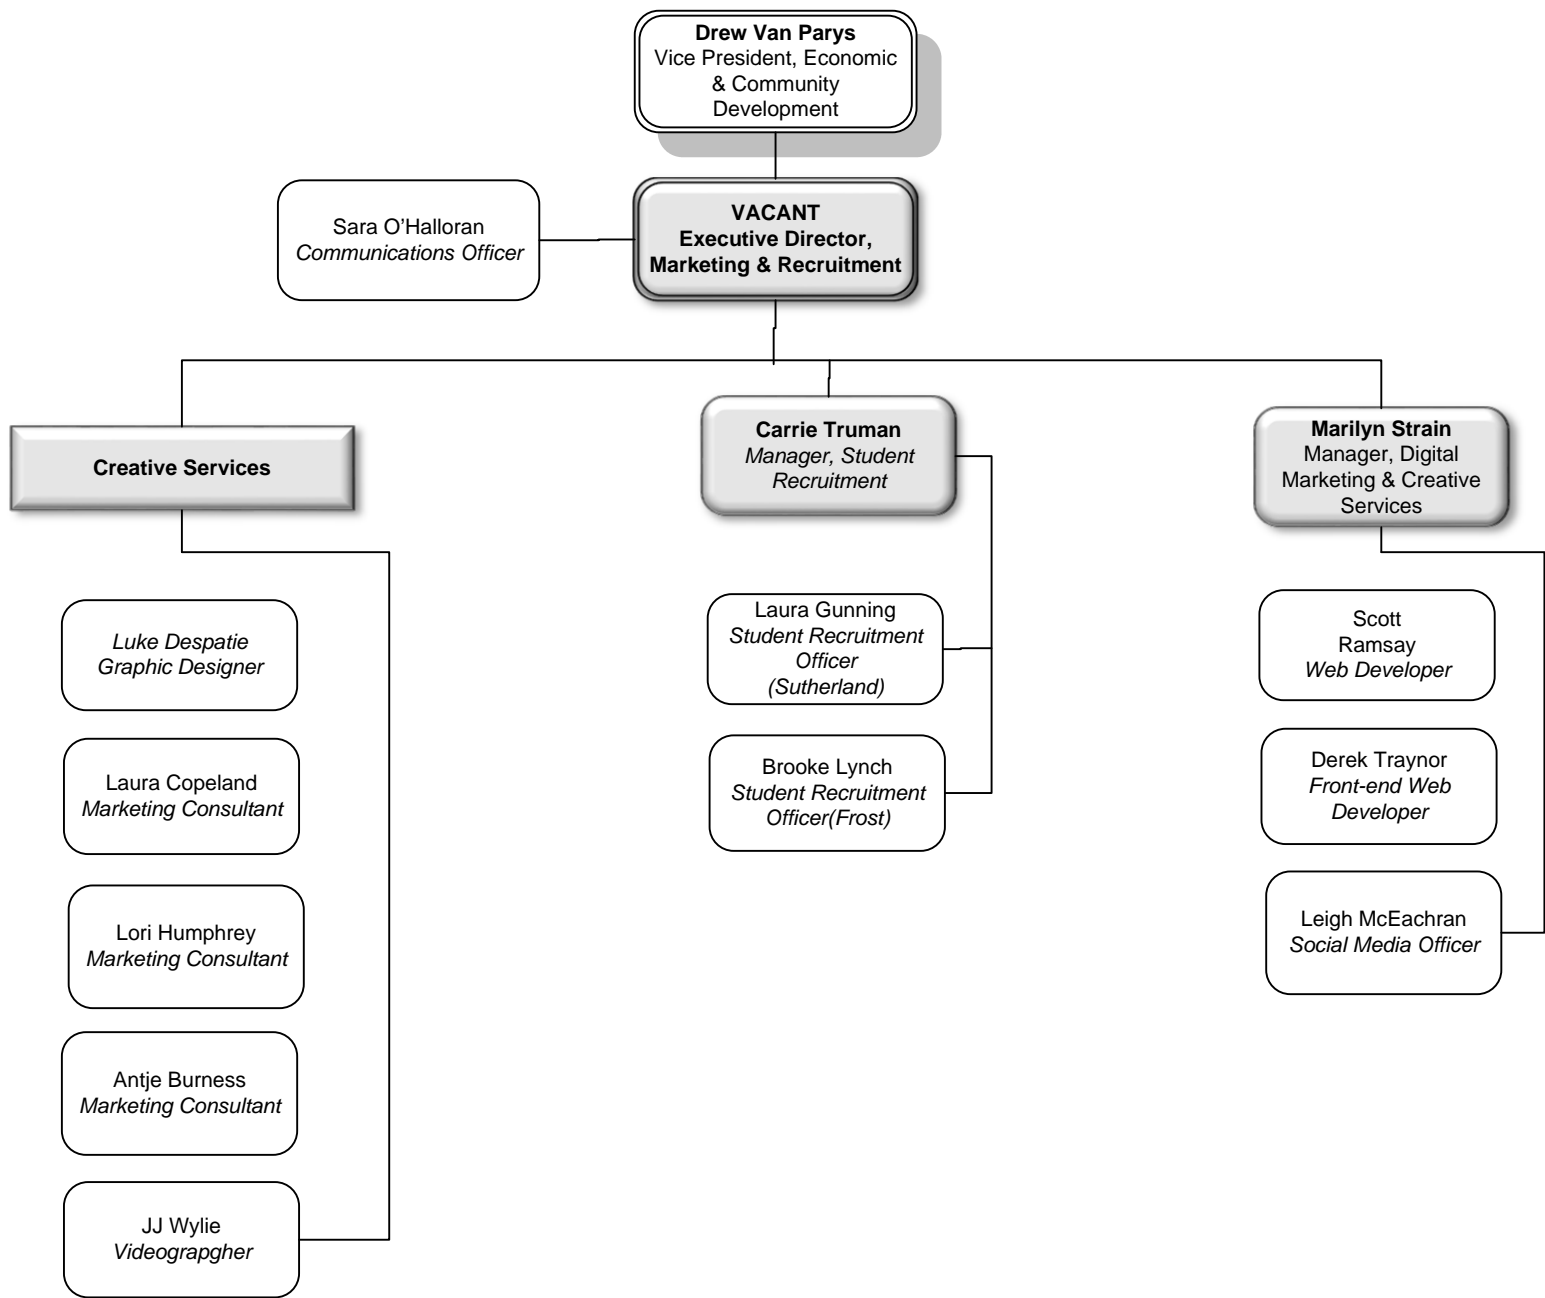 Drew Van Parys
Vice President, Economic
& Community
Development
Sara O’Halloran
Communications Officer
VACANT
Executive Director,
Marketing & Recruitment
Creative Services
Luke Despatie
Graphic Designer
Laura Copeland
Marketing Consultant
Lori Humphrey
Marketing Consultant
Antje Burness
Marketing Consultant
JJ Wylie
Videograpgher
Carrie Truman
Manager, Student
Recruitment
Laura Gunning
Student Recruitment
Officer
(Sutherland)
Brooke Lynch
Student Recruitment
Officer(Frost)
Marilyn Strain
Manager, Digital
Marketing & Creative
Services
Scott
Ramsay
Web Developer
Derek Traynor
Front-end Web
Developer
Leigh McEachran
Social Media Officer